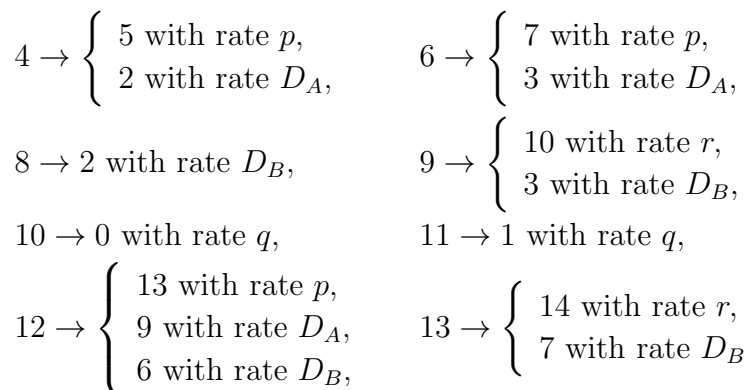 4 → { 5 with rate p, 2 with rate D_A,
6 → { 7 with rate p, 3 with rate D_A,
8 → 2 with rate D_B,
9 → { 10 with rate r, 3 with rate D_B,
10 → 0 with rate q,
11 → 1 with rate q,
12 → { 13 with rate p, 9 with rate D_A, 6 with rate D_B,
13 → { 14 with rate r, 7 with rate D_B